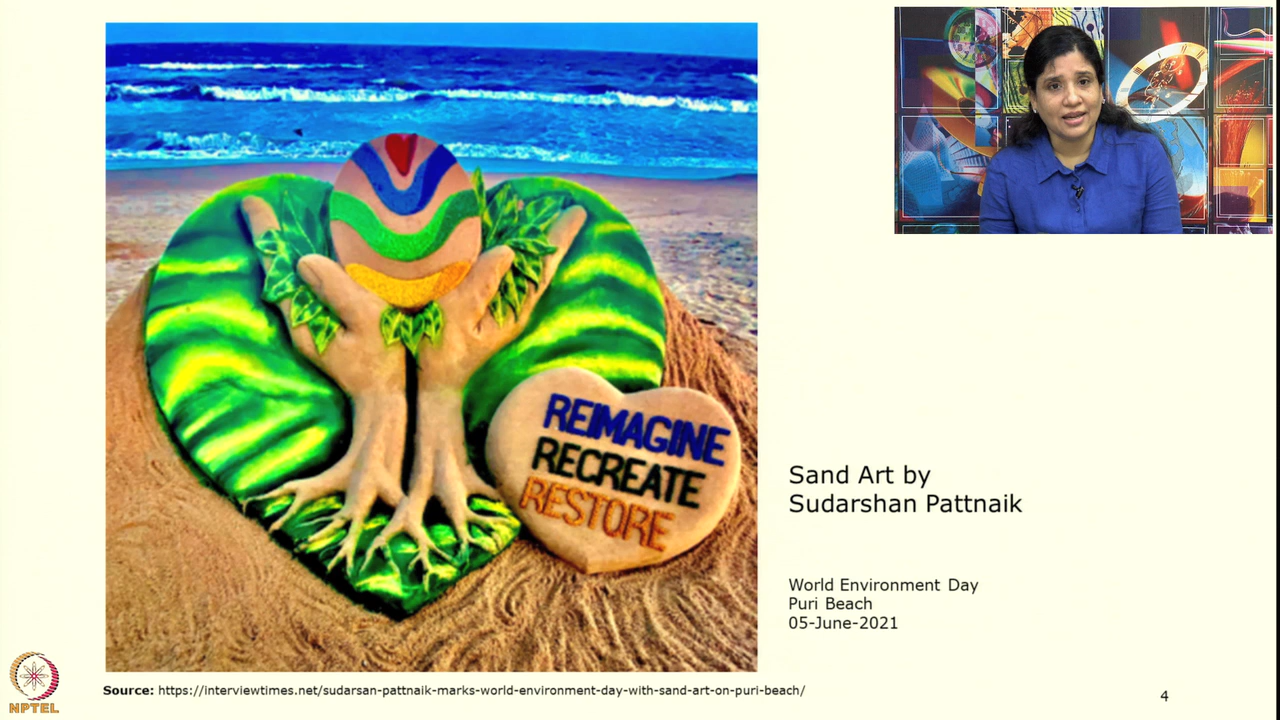 REIMAGINE
RECREATE
RESTORE
Sand Art by
Sudarshan Pattnaik
World Environment Day
Puri Beach
05-June-2021
Source: https://interviewtimes.net/sudarsan-pattnaik-marks-world-environment-day-with-sand-art-on-puri-beach/
4
NPTEL